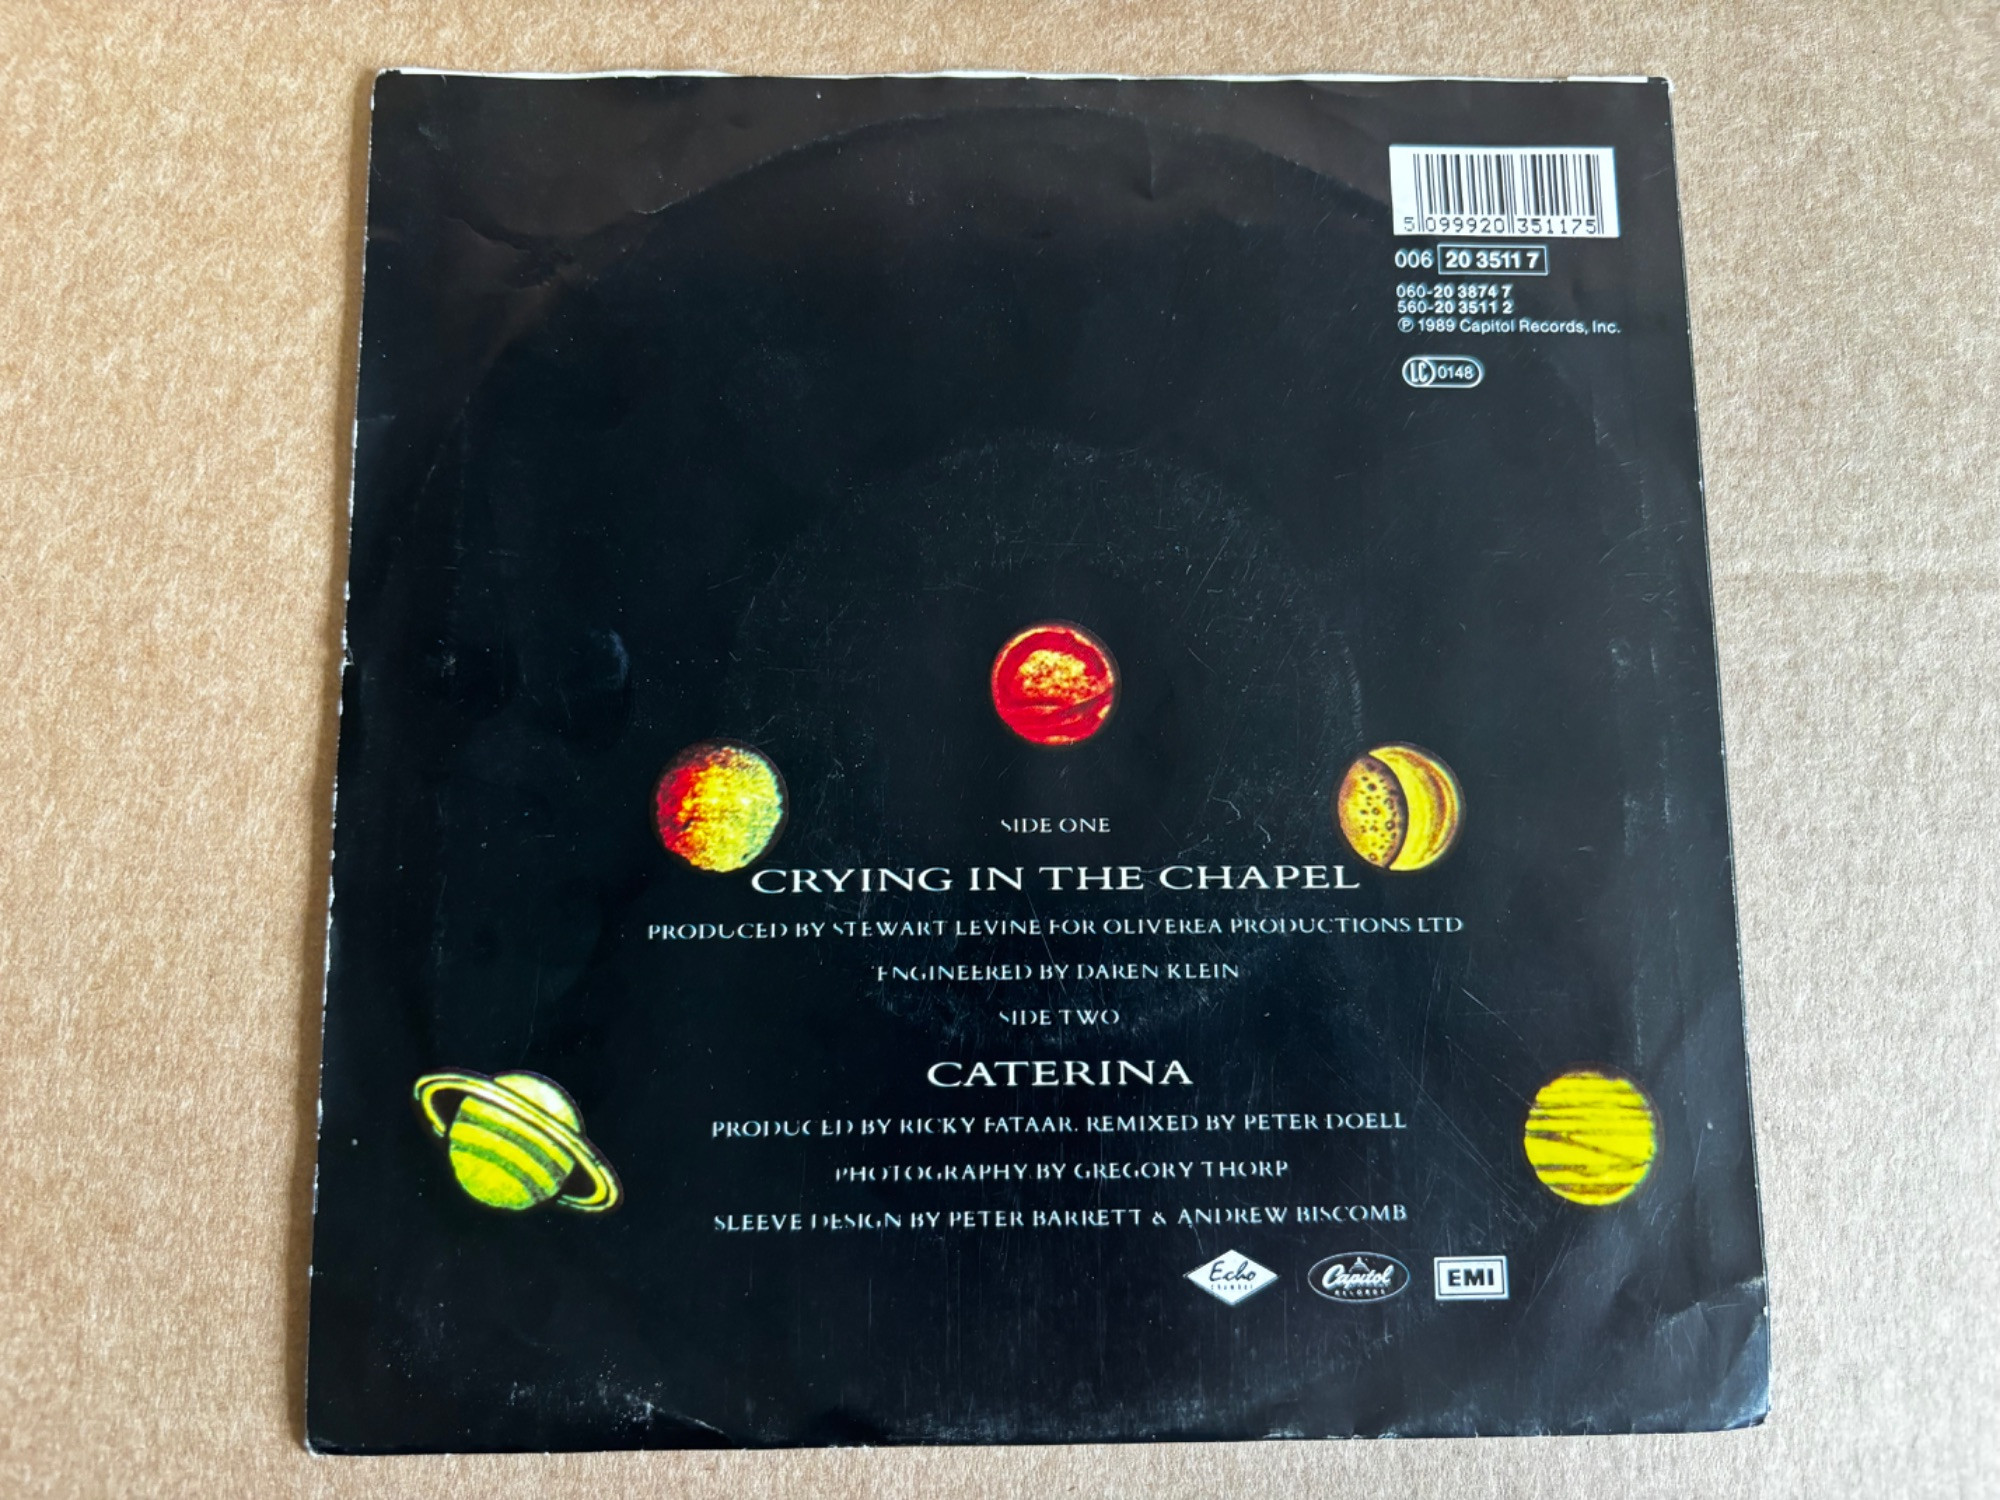 5 099920 351175
006 20 3511 7
060-20 3874 7
560-20 3511 2
℗ 1989 Capitol Records, Inc.
LC 0148
SIDE ONE
CRYING IN THE CHAPEL
PRODUCED BY STEWART LEVINE FOR OLIVEREA PRODUCTIONS LTD
ENGINEERED BY DAREN KLEIN
SIDE TWO
CATERINA
PRODUCED BY RICKY FATAAR. REMIXED BY PETER DOELL
PHOTOGRAPHY BY GREGORY THORP
SLEEVE DESIGN BY PETER BARRETT & ANDREW BISCOMB
Echo
CHAMBER
Capitol
RECORDS
EMI